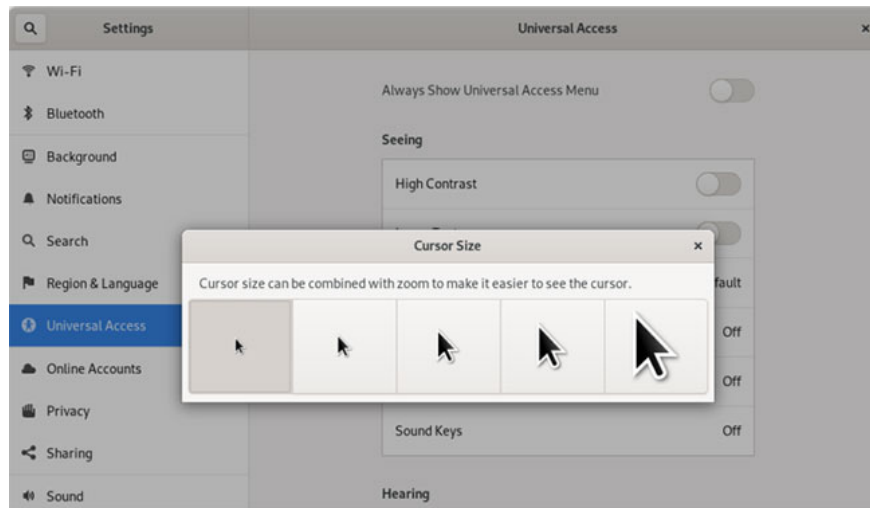 Settings
Universal Access
Wi-Fi
Bluetooth
Background
Notifications
Search
Region & Language
Universal Access
Online Accounts
Privacy
Sharing
Sound
Always Show Universal Access Menu
Seeing
High Contrast
Cursor Size
Cursor size can be combined with zoom to make it easier to see the cursor.
fault
Off
Off
Sound Keys Off
Hearing